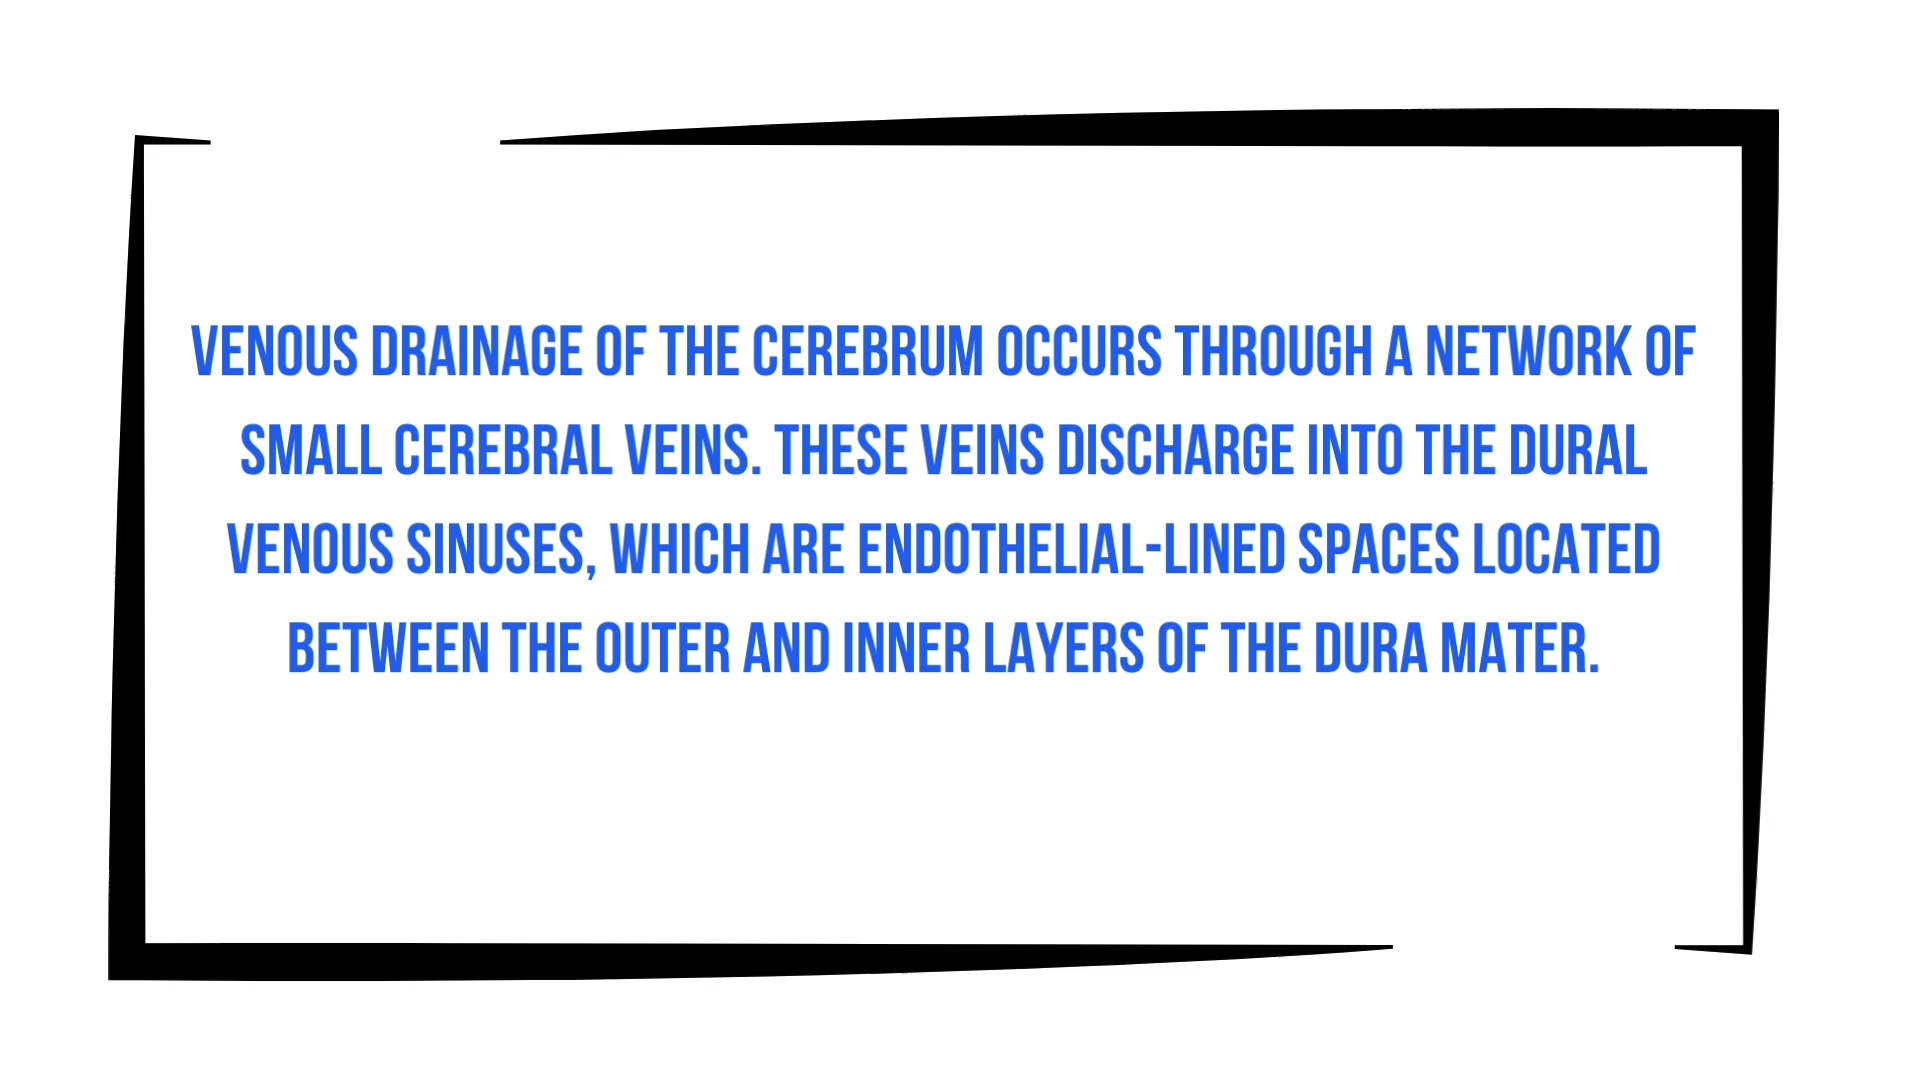 VENOUS DRAINAGE OF THE CEREBRUM OCCURS THROUGH A NETWORK OF
SMALL CEREBRAL VEINS. THESE VEINS DISCHARGE INTO THE DURAL
VENOUS SINUSES, WHICH ARE ENDOTHELIAL-LINED SPACES LOCATED
BETWEEN THE OUTER AND INNER LAYERS OF THE DURA MATER.